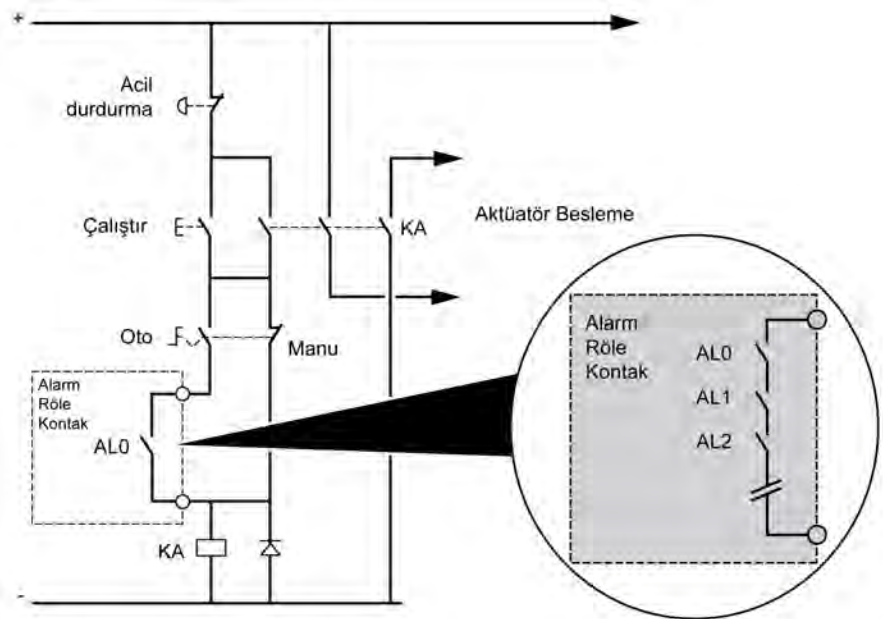 +
Acil
durdurma
Çalıştır
KA
Aktüatör Besleme
Oto
Manu
Alarm
Röle
Kontak
AL0
KA
-
Alarm
Röle
Kontak
AL0
AL1
AL2